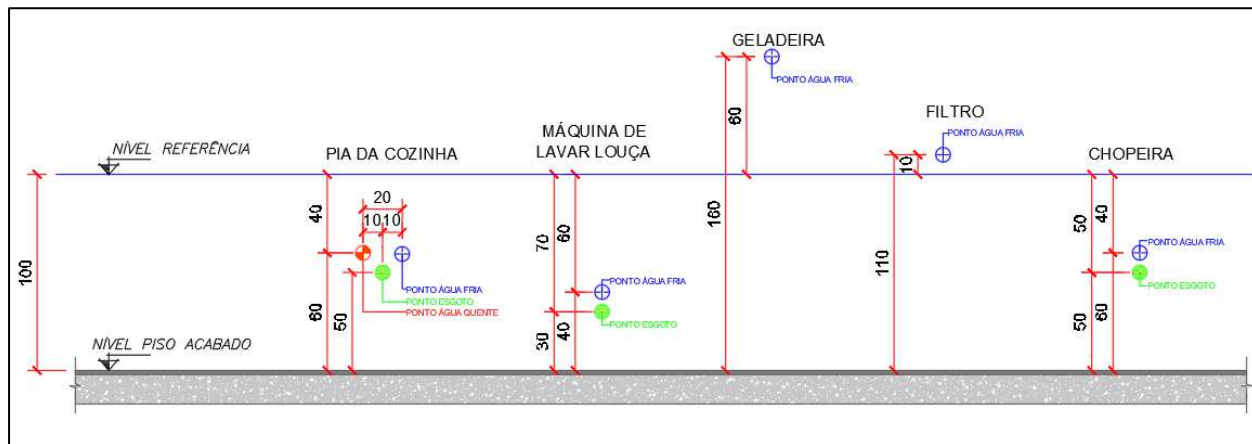 GELADEIRA
PONTO ÁGUA FRIA
60
160
FILTRO
PONTO ÁGUA FRIA
10
110
NÍVEL REFERÊNCIA
PIA DA COZINHA
MÁQUINA DE
LAVAR LOUÇA
CHOPEIRA
100
40
20
10 10
60
50
PONTO ÁGUA FRIA
PONTO ESGOTO
PONTO ÁGUA QUENTE
70
60
30
40
PONTO ÁGUA FRIA
PONTO ESGOTO
50
40
50
60
PONTO ÁGUA FRIA
PONTO ESGOTO
NÍVEL PISO ACABADO